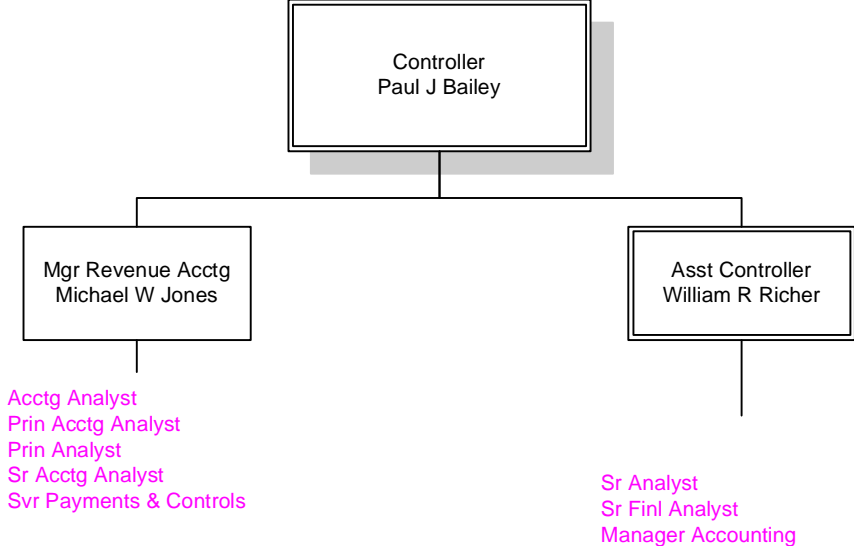 Controller
Paul J Bailey
Mgr Revenue Acctg
Michael W Jones
Asst Controller
William R Richer
Acctg Analyst
Prin Acctg Analyst
Prin Analyst
Sr Acctg Analyst
Svr Payments & Controls
Sr Analyst
Sr Finl Analyst
Manager Accounting